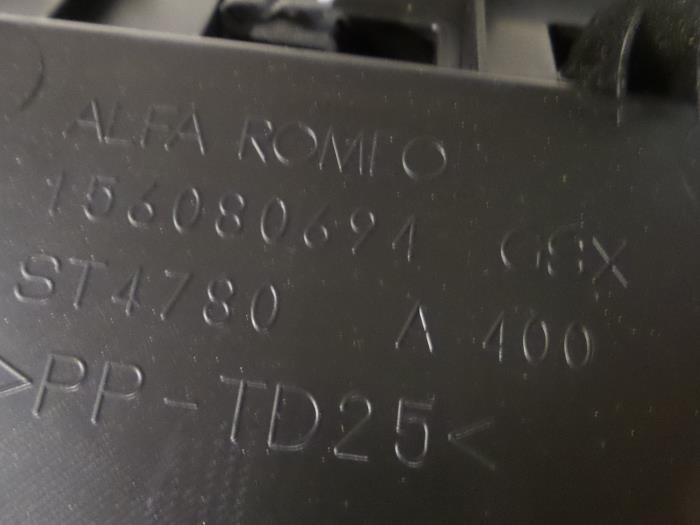 ALFA ROMEO
156080694 GSX
ST4780 A 400
>PP-TD25<